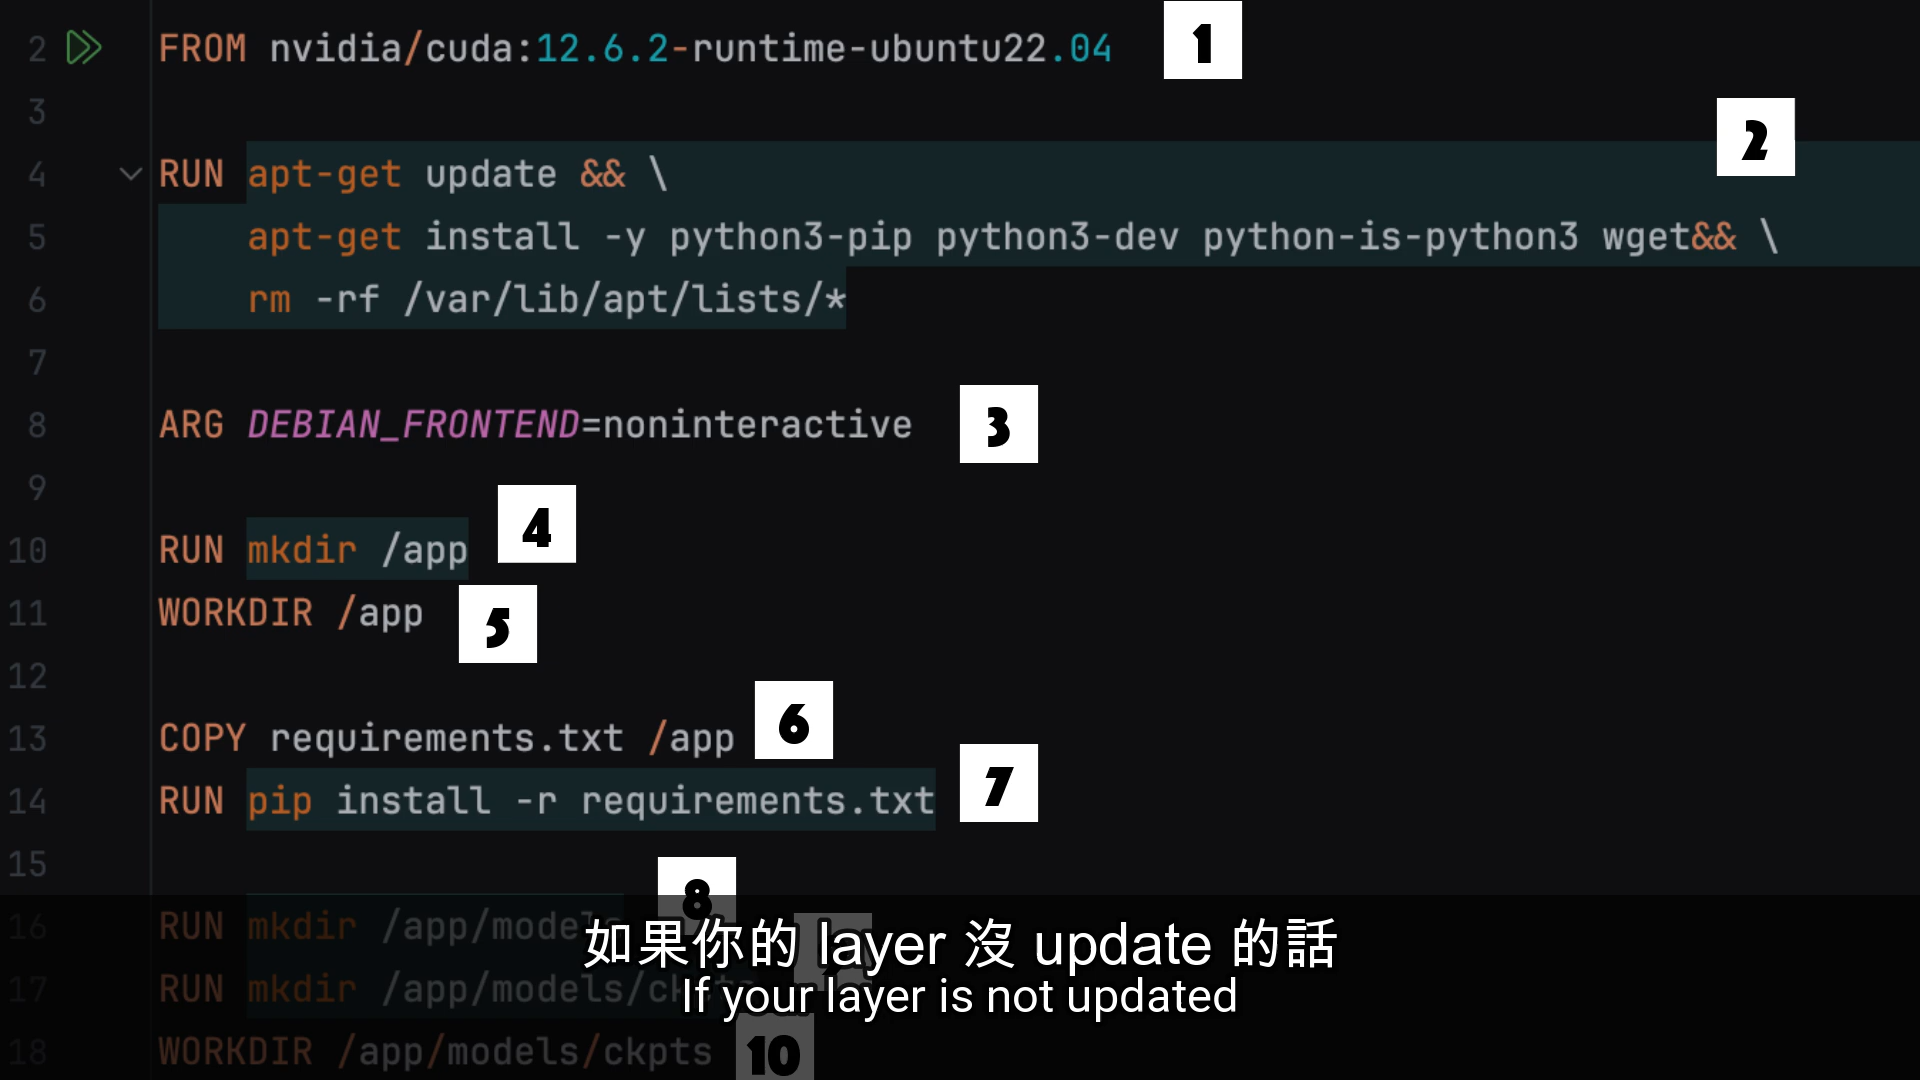 2 FROM nvidia/cuda:12.6.2-runtime-ubuntu22.04 1
3
2
4 RUN apt-get update && \
5 apt-get install -y python3-pip python3-dev python-is-python3 wget&& \
6 rm -rf /var/lib/apt/lists/*
7
8 ARG DEBIAN_FRONTEND=noninteractive 3
9
10 RUN mkdir /app 4
11 WORKDIR /app 5
12
13 COPY requirements.txt /app 6
14 RUN pip install -r requirements.txt 7
15
8
16 RUN mkdir /app/models
如果你的 layer 沒 update 的話
17 RUN mkdir /app/models/ckpts
If your layer is not updated
18 WORKDIR /app/models/ckpts 10